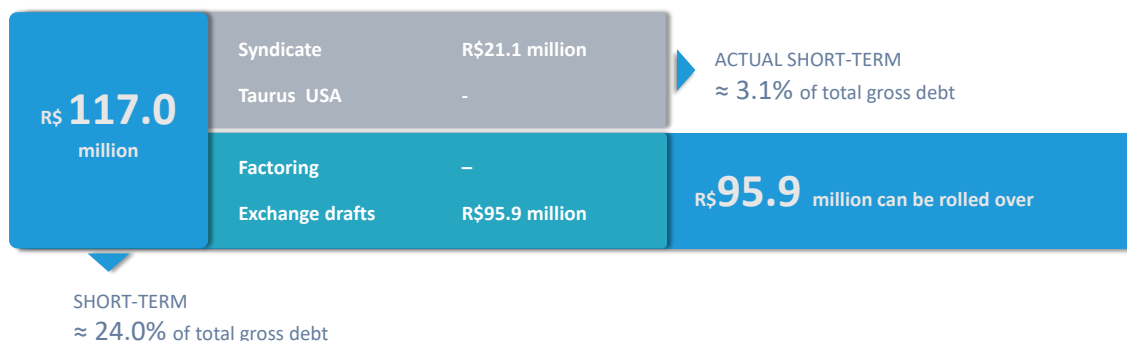 R$ 117.0
million
Syndicate R$21.1 million
Taurus USA -
ACTUAL SHORT-TERM
≈ 3.1% of total gross debt
Factoring –
Exchange drafts R$95.9 million
R$95.9 million can be rolled over
SHORT-TERM
≈ 24.0% of total gross debt